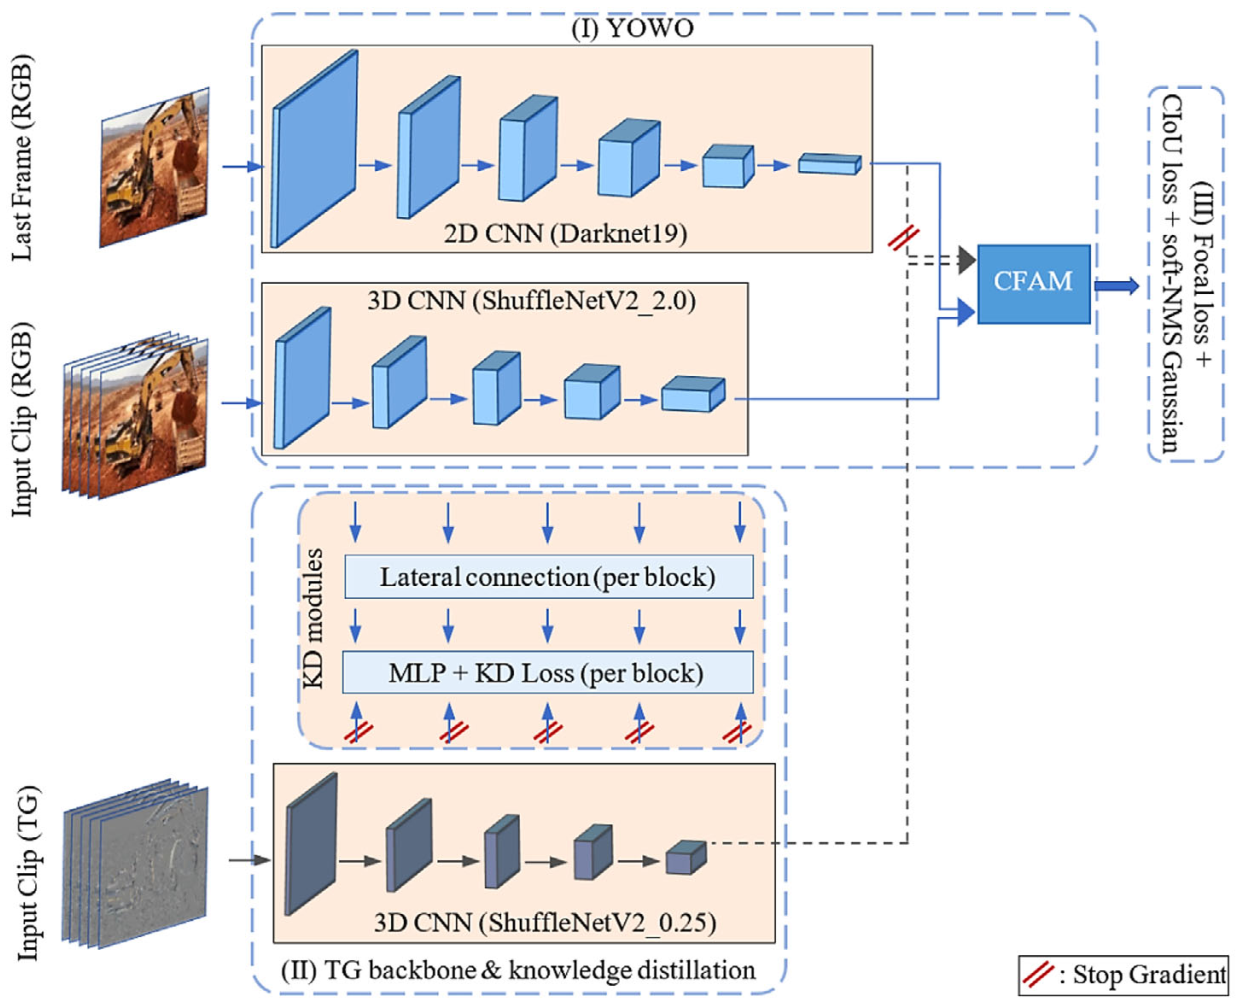 (I) YOWO
Last Frame (RGB)
2D CNN (Darknet19)
Input Clip (RGB)
3D CNN (ShuffleNetV2_2.0)
CFAM
(III) Focal loss +
CIoU loss + soft-NMS Gaussian
KD modules
Lateral connection (per block)
MLP + KD Loss (per block)
Input Clip (TG)
3D CNN (ShuffleNetV2_0.25)
(II) TG backbone & knowledge distillation
: Stop Gradient